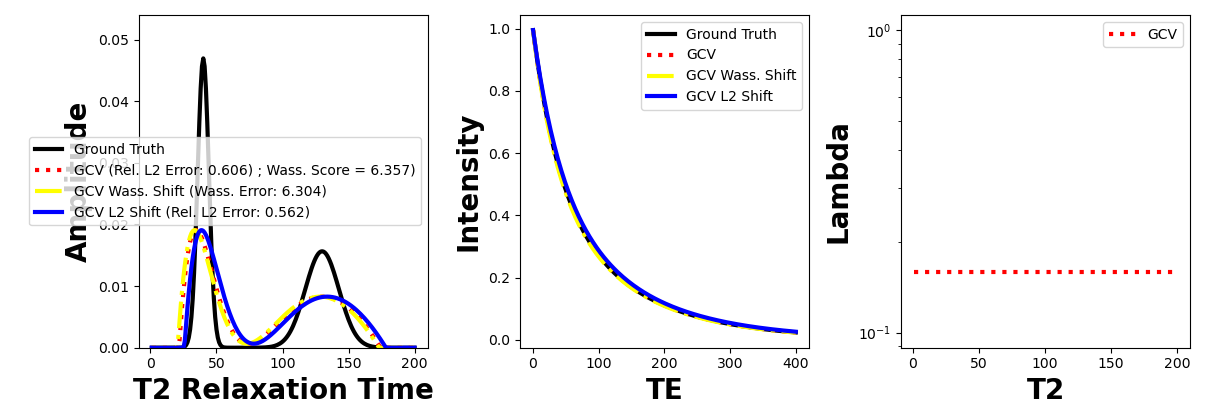 Amplitude
0.05
0.04
0.03
0.02
0.01
0.00
Ground Truth
GCV (Rel. L2 Error: 0.606) ; Wass. Score = 6.357)
GCV Wass. Shift (Wass. Error: 6.304)
GCV L2 Shift (Rel. L2 Error: 0.562)
0 50 100 150 200
T2 Relaxation Time
Intensity
1.0
0.8
0.6
0.4
0.2
0.0
Ground Truth
GCV
GCV Wass. Shift
GCV L2 Shift
0 100 200 300 400
TE
Lambda
10⁰
10⁻¹
GCV
0 50 100 150 200
T2